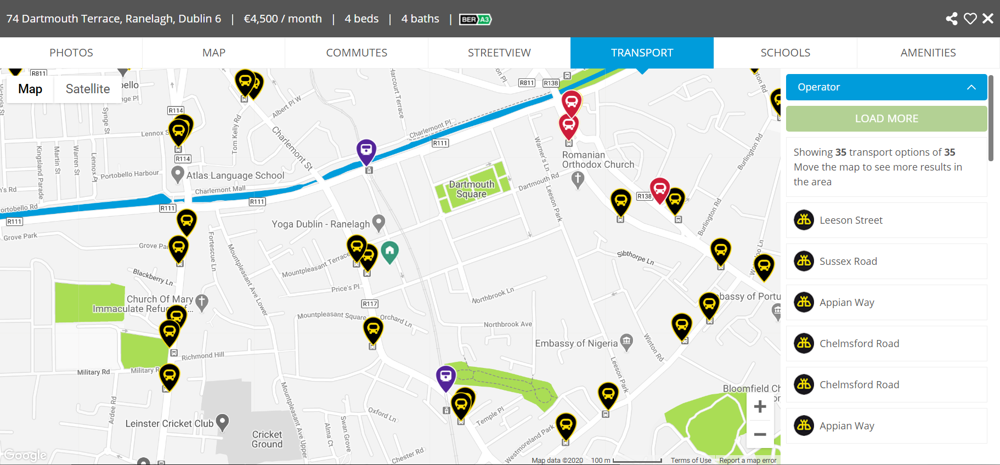 74 Dartmouth Terrace, Ranelagh, Dublin 6 | €4,500 / month | 4 beds | 4 baths | BER A3
PHOTOS
MAP
COMMUTES
STREETVIEW
TRANSPORT
SCHOOLS
AMENITIES
Map
Satellite
Operator
LOAD MORE
Showing 35 transport options of 35
Move the map to see more results in
the area
Leeson Street
Sussex Road
Appian Way
Chelmsford Road
Chelmsford Road
Appian Way
R811
R811
R138
Harcourt Terrace
Albert Pl W
Synge St
R114
Tom Kelly Rd
Charlemont St
Charlemont Pl
R111
Lennox S
Kingsland Parade
Martin St
Warren St
Lennox Pl
R114
Portobello Harbour
Atlas Language School
Charlemont Mall
R111
R111
R111
Warner's Ln
Romanian
Orthodox Church
Burlington Rd
Dartmouth
Square
Dartmouth Rd
Leeson Park
R138
Burlington Rd
Grove Park
Grove Pa
Fortescue Ln
Yoga Dublin - Ranelagh
Mountpleasant Terrace
Mountpleasant Ave Lower
Sibthorpe Ln
Blackberry Ln
Price's Pl
Northbrook Ln
Church Of Mary
Immaculate Refu
R117
Mountpleasant Square
Orchard Ln
Northbrook Ave
bassy of Portu
Embassy of Nigeria
Winton Rd
Richmond Hill
Military Rd
Military R
Leeson Park
Mountpleasant Ave Upper
Bloomfield Ch
Ardee Rd
Leinster Cricket Club
Cricket
Ground
Oxford Ln
Alma Ct
Swan Grove
Temple Pl
Westmoreland Park
Chester Rd
Google
Map data ©2020
100 m
Terms of Use
Report a map error